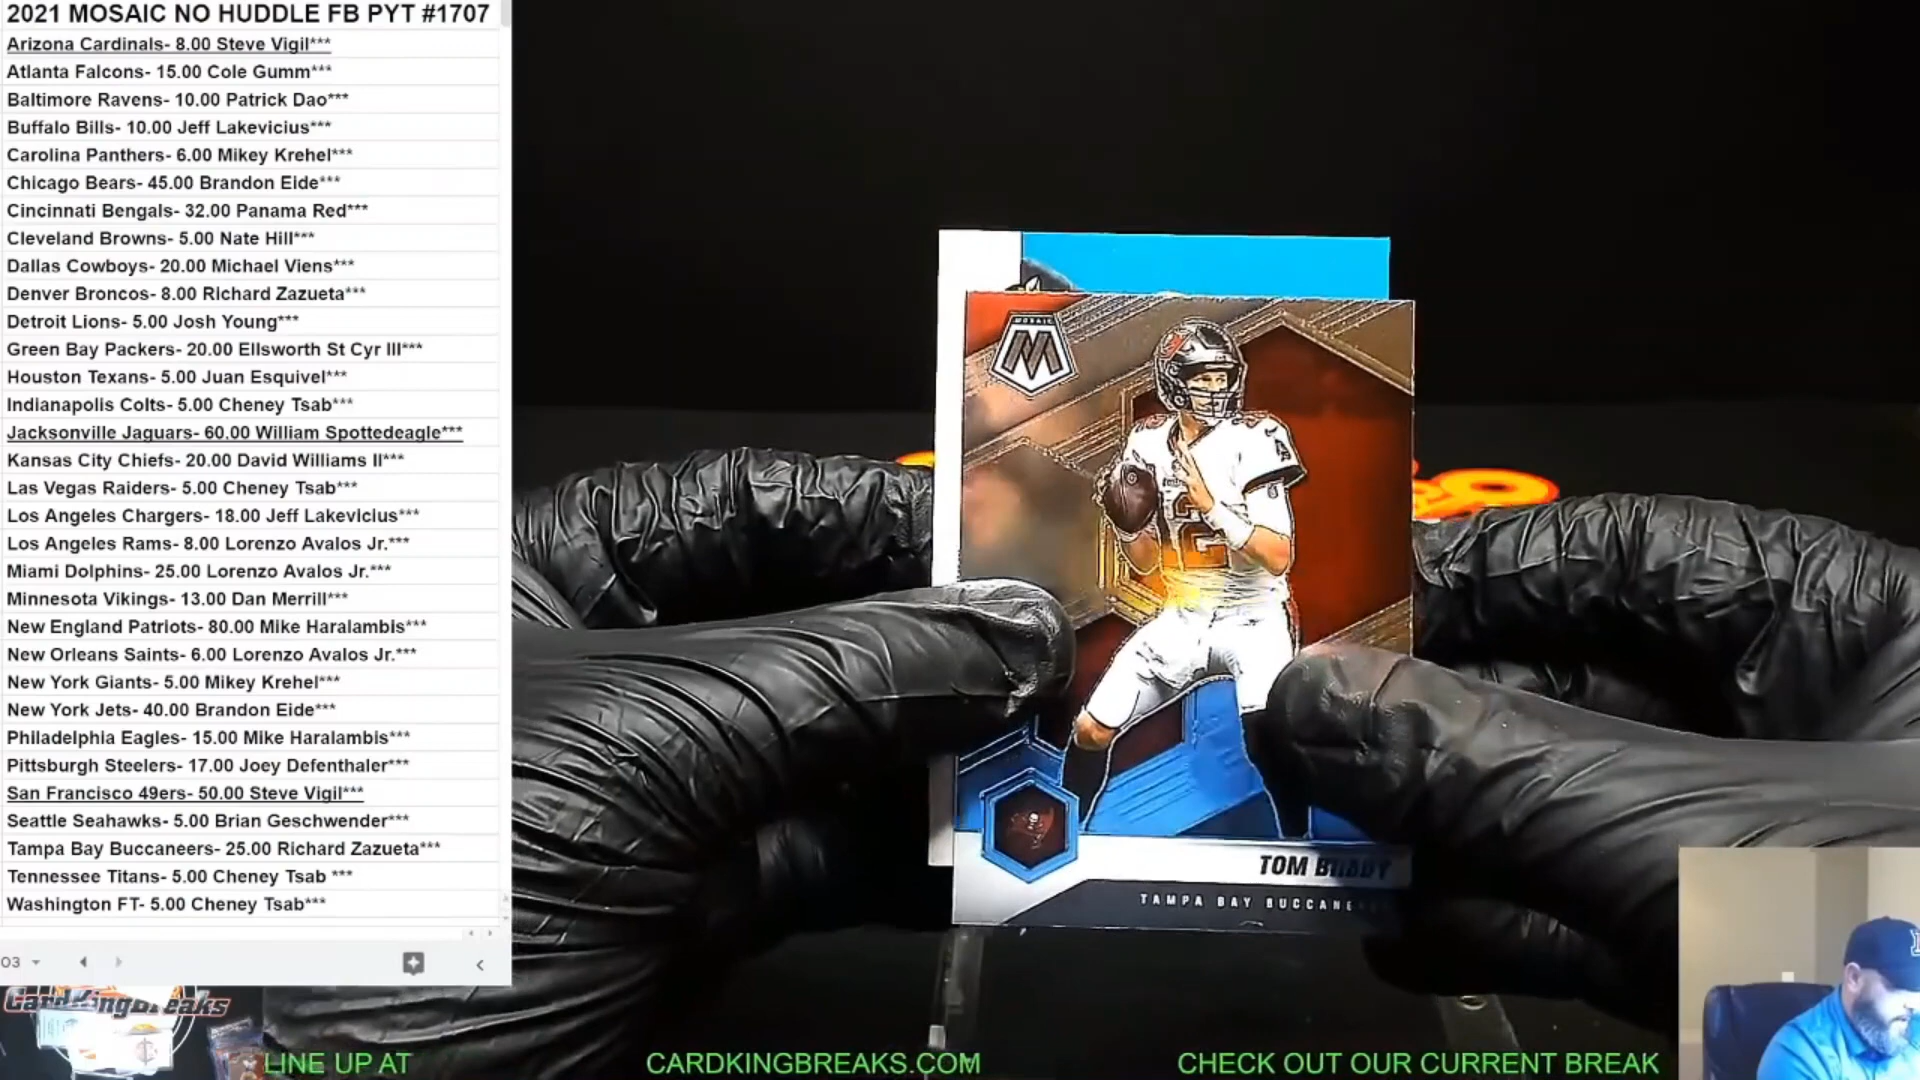 2021 MOSAIC NO HUDDLE FB PYT #1707
Arizona Cardinals- 8.00 Steve Vigil***
Atlanta Falcons- 15.00 Cole Gumm***
Baltimore Ravens- 10.00 Patrick Dao***
Buffalo Bills- 10.00 Jeff Lakevicius***
Carolina Panthers- 6.00 Mikey Krehel***
Chicago Bears- 45.00 Brandon Eide***
Cincinnati Bengals- 32.00 Panama Red***
Cleveland Browns- 5.00 Nate Hill***
Dallas Cowboys- 20.00 Michael Viens***
Denver Broncos- 8.00 Richard Zazueta***
Detroit Lions- 5.00 Josh Young***
Green Bay Packers- 20.00 Ellsworth St Cyr III***
Houston Texans- 5.00 Juan Esquivel***
Indianapolis Colts- 5.00 Cheney Tsab***
Jacksonville Jaguars- 60.00 William Spottedeagle***
Kansas City Chiefs- 20.00 David Williams II***
Las Vegas Raiders- 5.00 Cheney Tsab***
Los Angeles Chargers- 18.00 Jeff Lakevicius***
Los Angeles Rams- 8.00 Lorenzo Avalos Jr.***
Miami Dolphins- 25.00 Lorenzo Avalos Jr.***
Minnesota Vikings- 13.00 Dan Merrill***
New England Patriots- 80.00 Mike Haralambis***
New Orleans Saints- 6.00 Lorenzo Avalos Jr.***
New York Giants- 5.00 Mikey Krehel***
New York Jets- 40.00 Brandon Eide***
Philadelphia Eagles- 15.00 Mike Haralambis***
Pittsburgh Steelers- 17.00 Joey Defenthaler***
San Francisco 49ers- 50.00 Steve Vigil***
Seattle Seahawks- 5.00 Brian Geschwender***
Tampa Bay Buccaneers- 25.00 Richard Zazueta***
Tennessee Titans- 5.00 Cheney Tsab ***
Washington FT- 5.00 Cheney Tsab***
03
CardKingBreaks
MOSAIC
M
12
TOM BRADY
TAMPA BAY BUCCANE
LINE UP AT
CARDKINGBREAKS.COM
CHECK OUT OUR CURRENT BREAK